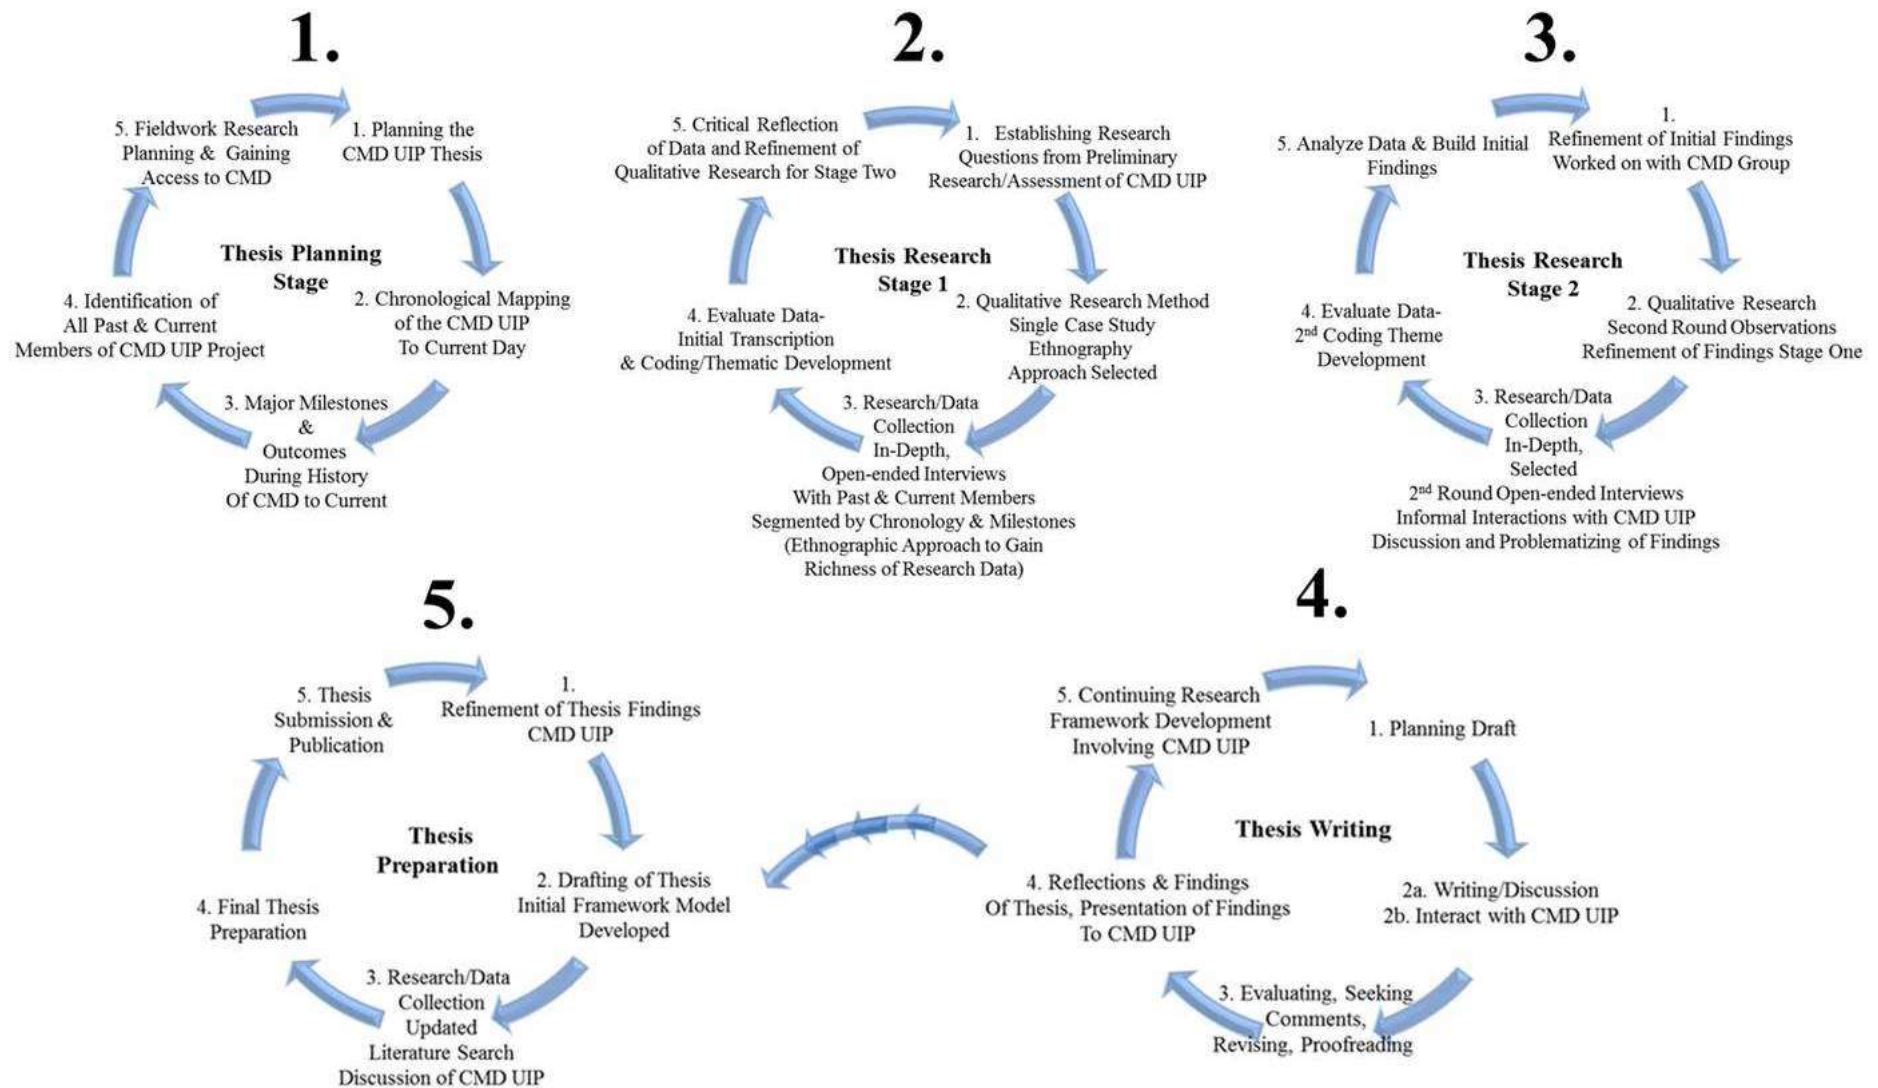 1.
5. Fieldwork Research
Planning & Gaining
Access to CMD
1. Planning the
CMD UIP Thesis
Thesis Planning
Stage
2. Chronological Mapping
of the CMD UIP
To Current Day
3. Major Milestones
&
Outcomes
During History
Of CMD to Current
4. Identification of
All Past & Current
Members of CMD UIP Project
2.
5. Critical Reflection
of Data and Refinement of
Qualitative Research for Stage Two
1. Establishing Research
Questions from Preliminary
Research/Assessment of CMD UIP
Thesis Research
Stage 1
2. Qualitative Research Method
Single Case Study
Ethnography
Approach Selected
3. Research/Data
Collection
In-Depth,
Open-ended Interviews
With Past & Current Members
Segmented by Chronology & Milestones
(Ethnographic Approach to Gain
Richness of Research Data)
4. Evaluate Data-
Initial Transcription
& Coding/Thematic Development
3.
5. Analyze Data & Build Initial
Findings
1.
Refinement of Initial Findings
Worked on with CMD Group
Thesis Research
Stage 2
2. Qualitative Research
Second Round Observations
Refinement of Findings Stage One
3. Research/Data
Collection
In-Depth,
Selected
2nd Round Open-ended Interviews
Informal Interactions with CMD UIP
Discussion and Problematizing of Findings
4. Evaluate Data-
2nd Coding Theme
Development
4.
5. Continuing Research
Framework Development
Involving CMD UIP
1. Planning Draft
Thesis Writing
2a. Writing/Discussion
2b. Interact with CMD UIP
3. Evaluating, Seeking
Comments,
Revising, Proofreading
4. Reflections & Findings
Of Thesis, Presentation of Findings
To CMD UIP
5.
5. Thesis
Submission &
Publication
1.
Refinement of Thesis Findings
CMD UIP
Thesis
Preparation
2. Drafting of Thesis
Initial Framework Model
Developed
3. Research/Data
Collection
Updated
Literature Search
Discussion of CMD UIP
4. Final Thesis
Preparation